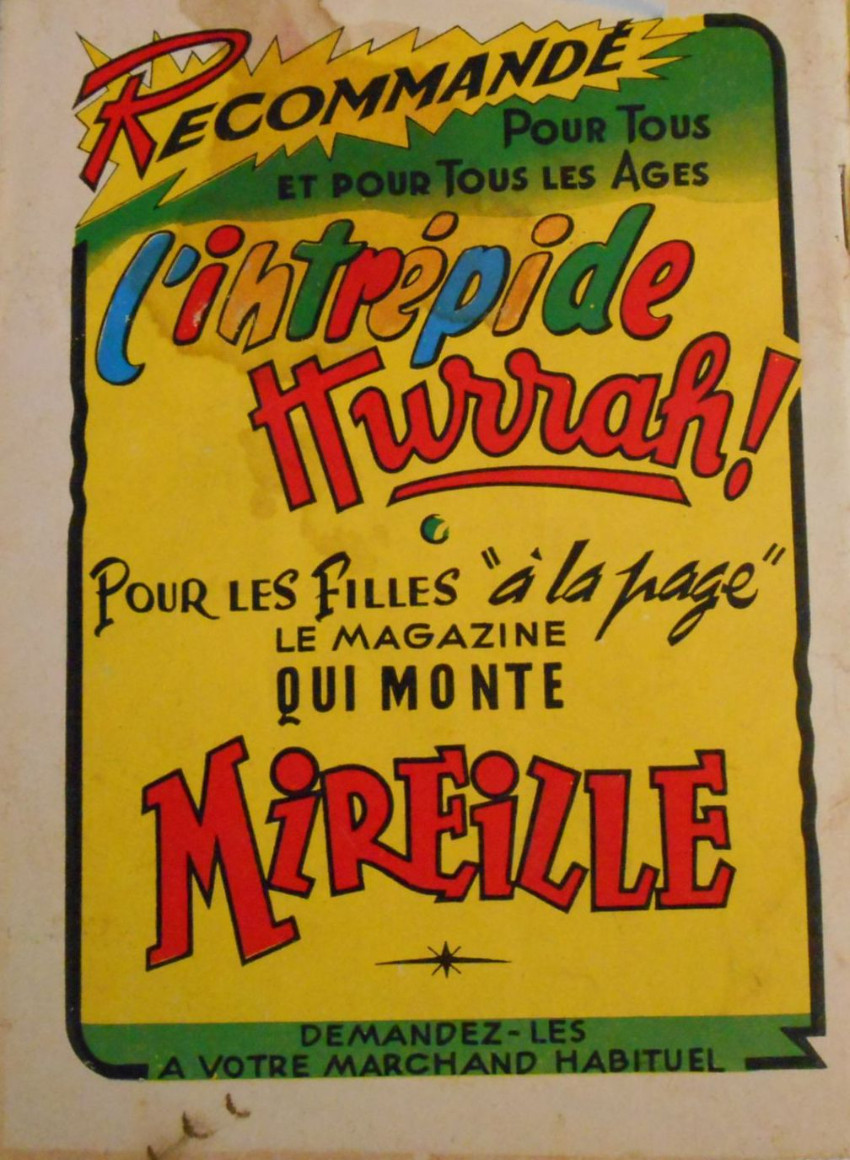 RECOMMANDÉ
POUR TOUS
ET POUR TOUS LES AGES
l'intrépide
Hurrah!
POUR LES FILLES "à la page"
LE MAGAZINE
QUI MONTE
MiREiLLE
DEMANDEZ-LES
A VOTRE MARCHAND HABITUEL